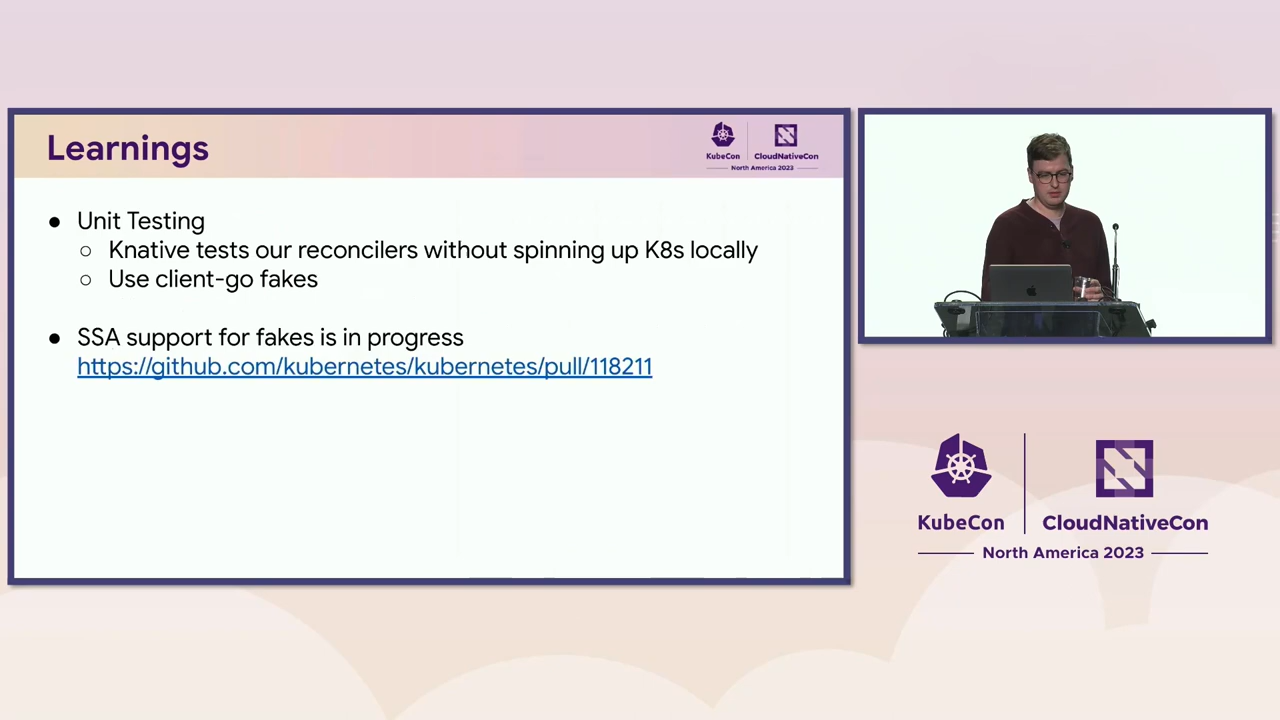 Learnings
KubeCon
CloudNativeCon
North America 2023
● Unit Testing
○ Knative tests our reconcilers without spinning up K8s locally
○ Use client-go fakes
● SSA support for fakes is in progress
https://github.com/kubernetes/kubernetes/pull/118211
KubeCon
CloudNativeCon
North America 2023